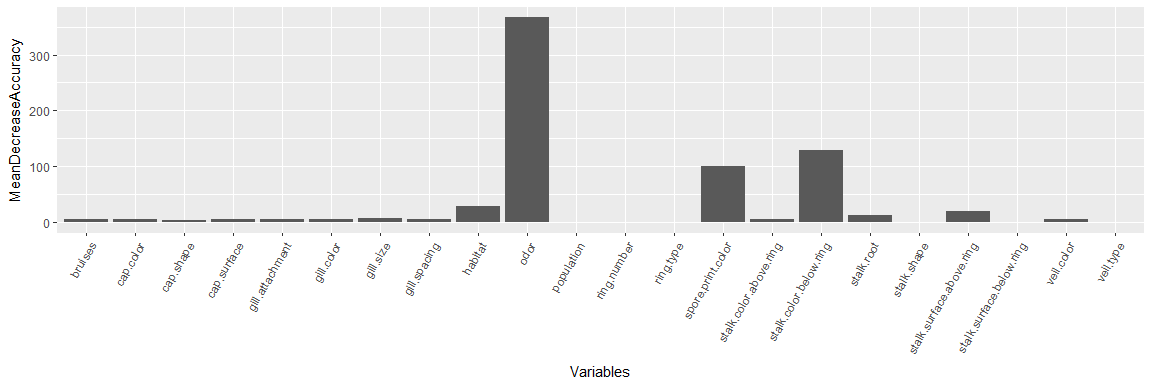 MeanDecreaseAccuracy
300
200
100
0
bruises
cap.color
cap.shape
cap.surface
gill.attachment
gill.color
gill.size
gill.spacing
habitat
odor
population
ring.number
ring.type
spore.print.color
stalk.color.above.ring
stalk.color.below.ring
stalk.root
stalk.shape
stalk.surface.above.ring
stalk.surface.below.ring
veil.color
veil.type
Variables